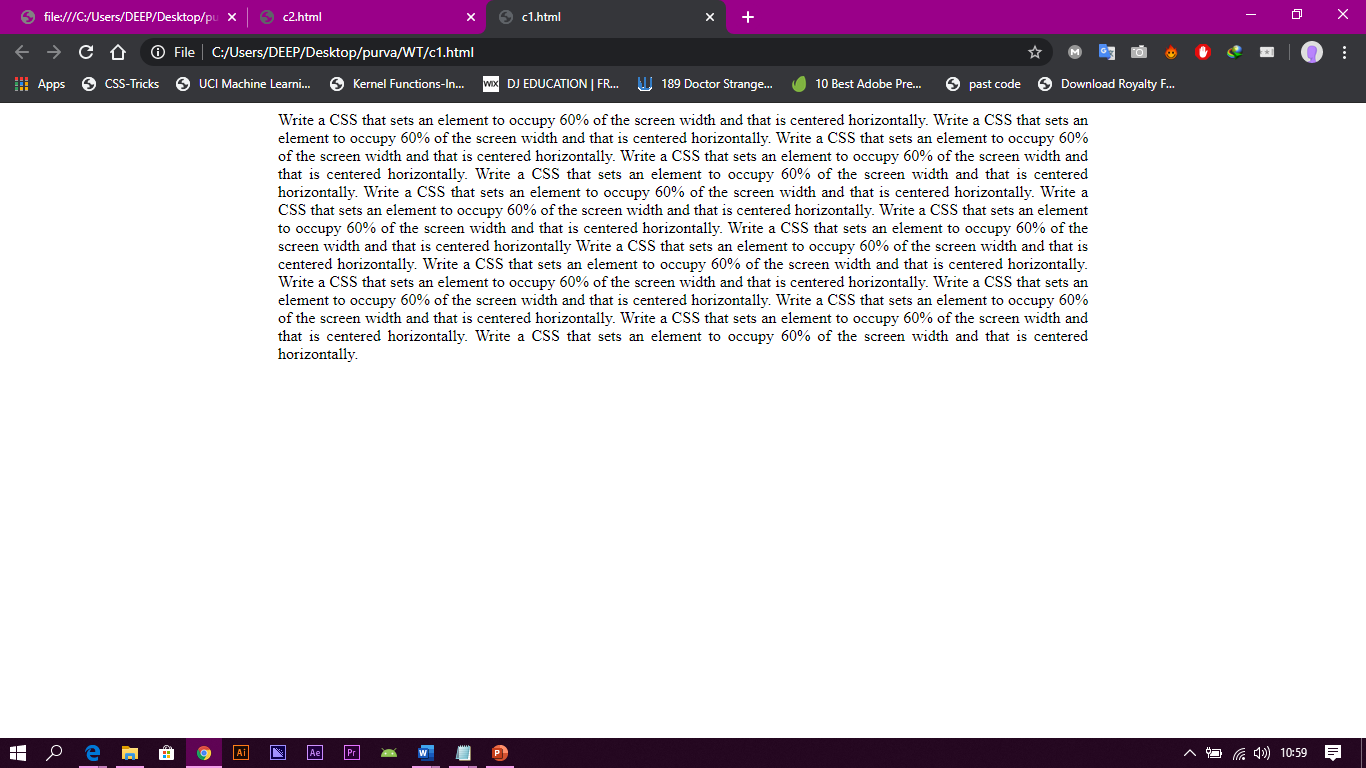 file:///C:/Users/DEEP/Desktop/pu
c2.html
c1.html
File
C:/Users/DEEP/Desktop/purva/WT/c1.html
Apps
CSS-Tricks
UCI Machine Learni...
Kernel Functions-In...
WIX
DJ EDUCATION | FR...
189 Doctor Strange...
10 Best Adobe Pre...
past code
Download Royalty F...
Write a CSS that sets an element to occupy 60% of the screen width and that is centered horizontally. Write a CSS that sets an
element to occupy 60% of the screen width and that is centered horizontally. Write a CSS that sets an element to occupy 60%
of the screen width and that is centered horizontally. Write a CSS that sets an element to occupy 60% of the screen width and
that is centered horizontally. Write a CSS that sets an element to occupy 60% of the screen width and that is centered
horizontally. Write a CSS that sets an element to occupy 60% of the screen width and that is centered horizontally. Write a
CSS that sets an element to occupy 60% of the screen width and that is centered horizontally. Write a CSS that sets an element
to occupy 60% of the screen width and that is centered horizontally. Write a CSS that sets an element to occupy 60% of the
screen width and that is centered horizontally Write a CSS that sets an element to occupy 60% of the screen width and that is
centered horizontally. Write a CSS that sets an element to occupy 60% of the screen width and that is centered horizontally.
Write a CSS that sets an element to occupy 60% of the screen width and that is centered horizontally. Write a CSS that sets an
element to occupy 60% of the screen width and that is centered horizontally. Write a CSS that sets an element to occupy 60%
of the screen width and that is centered horizontally. Write a CSS that sets an element to occupy 60% of the screen width and
that is centered horizontally. Write a CSS that sets an element to occupy 60% of the screen width and that is centered
horizontally.
Ai
Ae
Pr
10:59